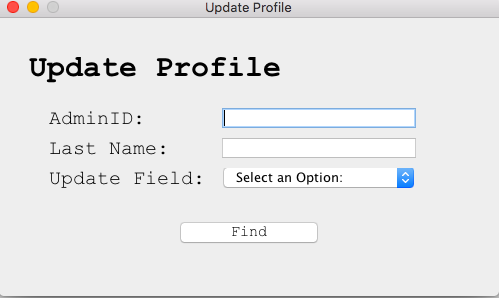 Update Profile
Update Profile
AdminID:
Last Name:
Update Field: Select an Option:
Find